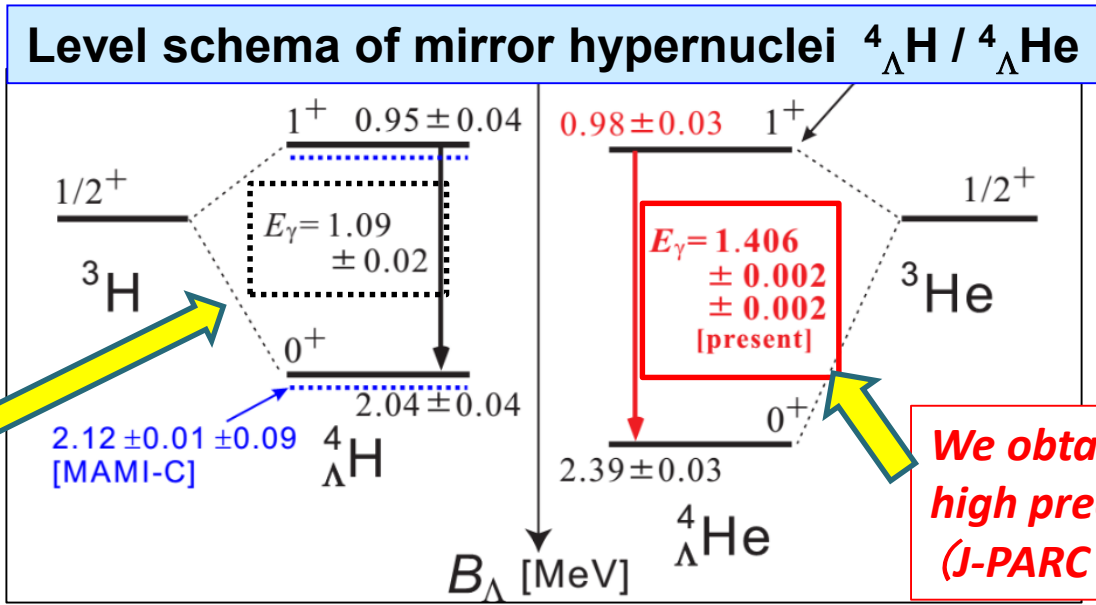 Level schema of mirror hypernuclei ⁴ΛH / ⁴ΛHe
1⁺ 0.95 ± 0.04
1/2⁺
Eγ = 1.09
± 0.02
³H
0⁺
2.04 ± 0.04
2.12 ±0.01 ±0.09
[MAMI-C]
⁴ΛH
0.98 ± 0.03 1⁺
1/2⁺
Eγ = 1.406
± 0.002
± 0.002
[present]
³He
0⁺
2.39 ± 0.03
⁴ΛHe
BΛ [MeV]
We
high
(J-PARC